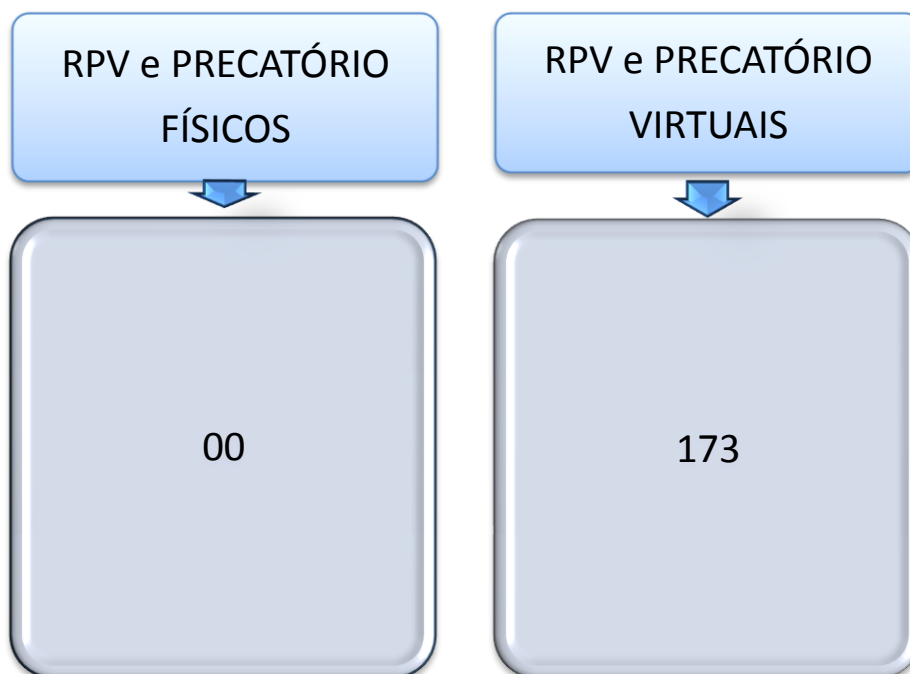 RPV e PRECATÓRIO
FÍSICOS
00
RPV e PRECATÓRIO
VIRTUAIS
173